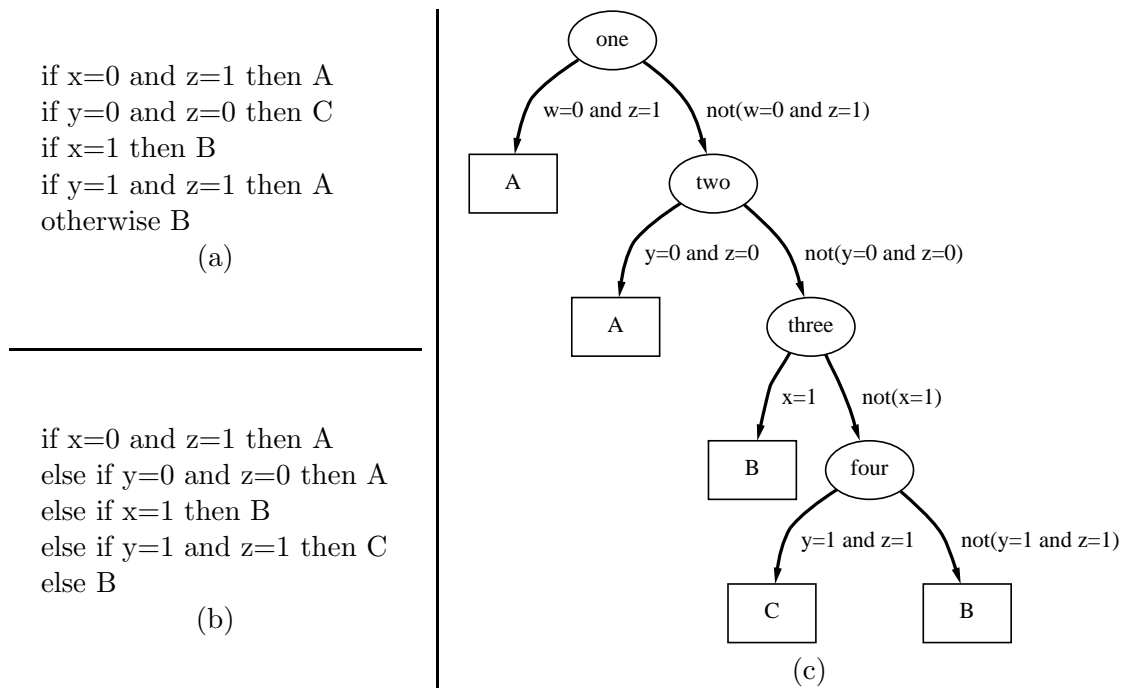 if x=0 and z=1 then A
if y=0 and z=0 then C
if x=1 then B
if y=1 and z=1 then A
otherwise B
(a)
if x=0 and z=1 then A
else if y=0 and z=0 then A
else if x=1 then B
else if y=1 and z=1 then C
else B
(b)
one
w=0 and z=1
not(w=0 and z=1)
A
two
y=0 and z=0
not(y=0 and z=0)
A
three
x=1
not(x=1)
B
four
y=1 and z=1
not(y=1 and z=1)
C
B
(c)